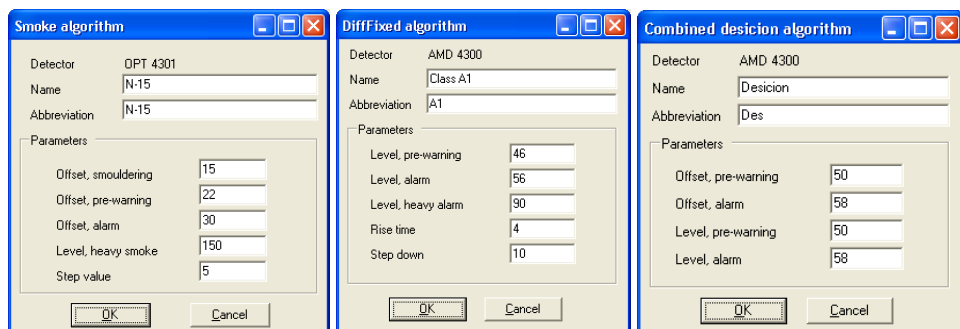 Smoke algorithm
Detector OPT 4301
Name N-15
Abbreviation N-15
Parameters
Offset, smouldering 15
Offset, pre-warning 22
Offset, alarm 30
Level, heavy smoke 150
Step value 5
OK Cancel
DiffFixed algorithm
Detector AMD 4300
Name Class A1
Abbreviation A1
Parameters
Level, pre-warning 46
Level, alarm 56
Level, heavy alarm 90
Rise time 4
Step down 10
OK Cancel
Combined desicion algorithm
Detector AMD 4300
Name Desicion
Abbreviation Des
Parameters
Offset, pre-warning 50
Offset, alarm 58
Level, pre-warning 50
Level, alarm 58
OK Cancel